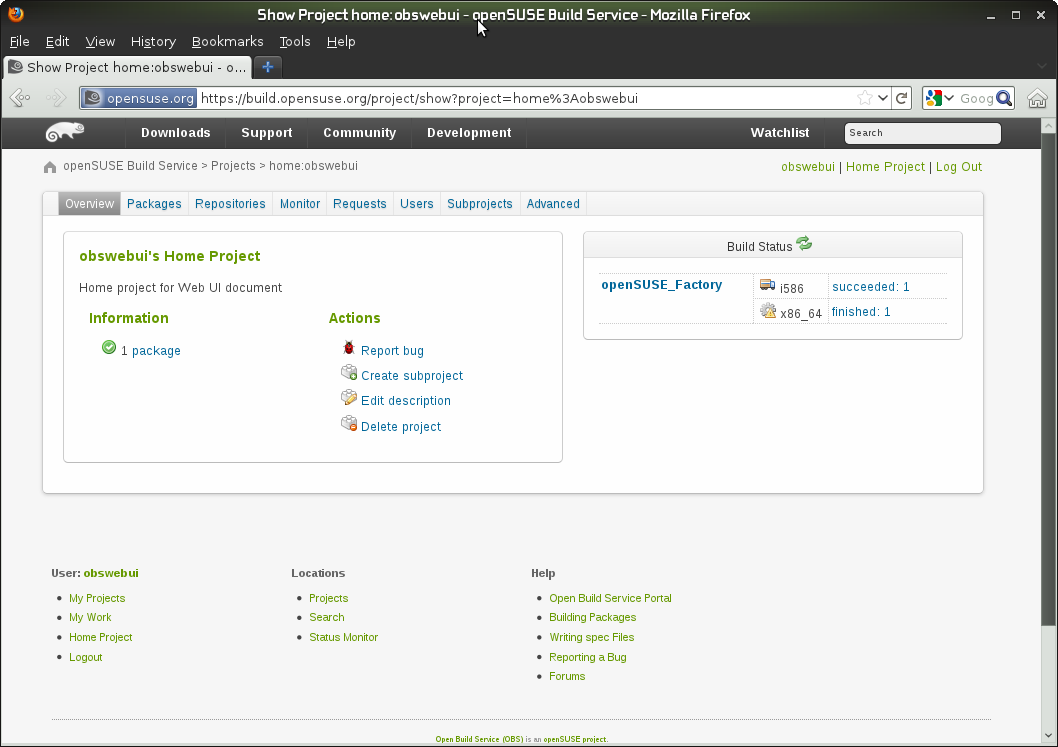 Show Project home:obswebui - openSUSE Build Service - Mozilla Firefox
File Edit View History Bookmarks Tools Help
Show Project home:obswebui - o...
opensuse.org https://build.opensuse.org/project/show?project=home%3Aobswebui Goog
Downloads Support Community Development Watchlist Search
openSUSE Build Service > Projects > home:obswebui
obswebui | Home Project | Log Out
Overview Packages Repositories Monitor Requests Users Subprojects Advanced
obswebui's Home Project
Home project for Web UI document
Information
1 package
Actions
Report bug
Create subproject
Edit description
Delete project
Build Status
openSUSE_Factory i586 succeeded: 1
x86_64 finished: 1
User: obswebui
My Projects
My Work
Home Project
Logout
Locations
Projects
Search
Status Monitor
Help
Open Build Service Portal
Building Packages
Writing spec Files
Reporting a Bug
Forums
Open Build Service (OBS) is an openSUSE project.